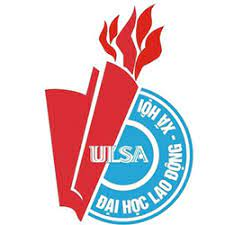 ULSA
ĐẠI HỌC LAO ĐỘNG - XÃ HỘI